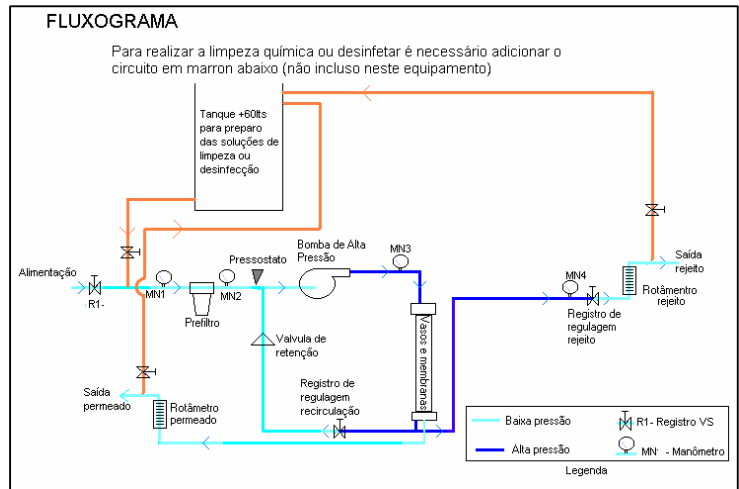 FLUXOGRAMA
Para realizar a limpeza química ou desinfetar é necessário adicionar o
circuito em marron abaixo (não incluso neste equipamento)
Tanque +60lts
para preparo
das soluções de
limpeza ou
desinfecção
Alimentação
R1-
MN1
Prefiltro
MN2
Pressostato
Bomba de Alta
Pressão
MN3
Vasos e membranas
MN4
Registro de
regulagem
rejeito
Saída
rejeito
Rotâmentro
rejeito
Valvula de
retenção
Registro de
regulagem
recirculação
Saída
permeado
Rotâmetro
permeado
Baixa pressão
R1- Registro VS
Alta pressão
MN' - Manômetro
Legenda